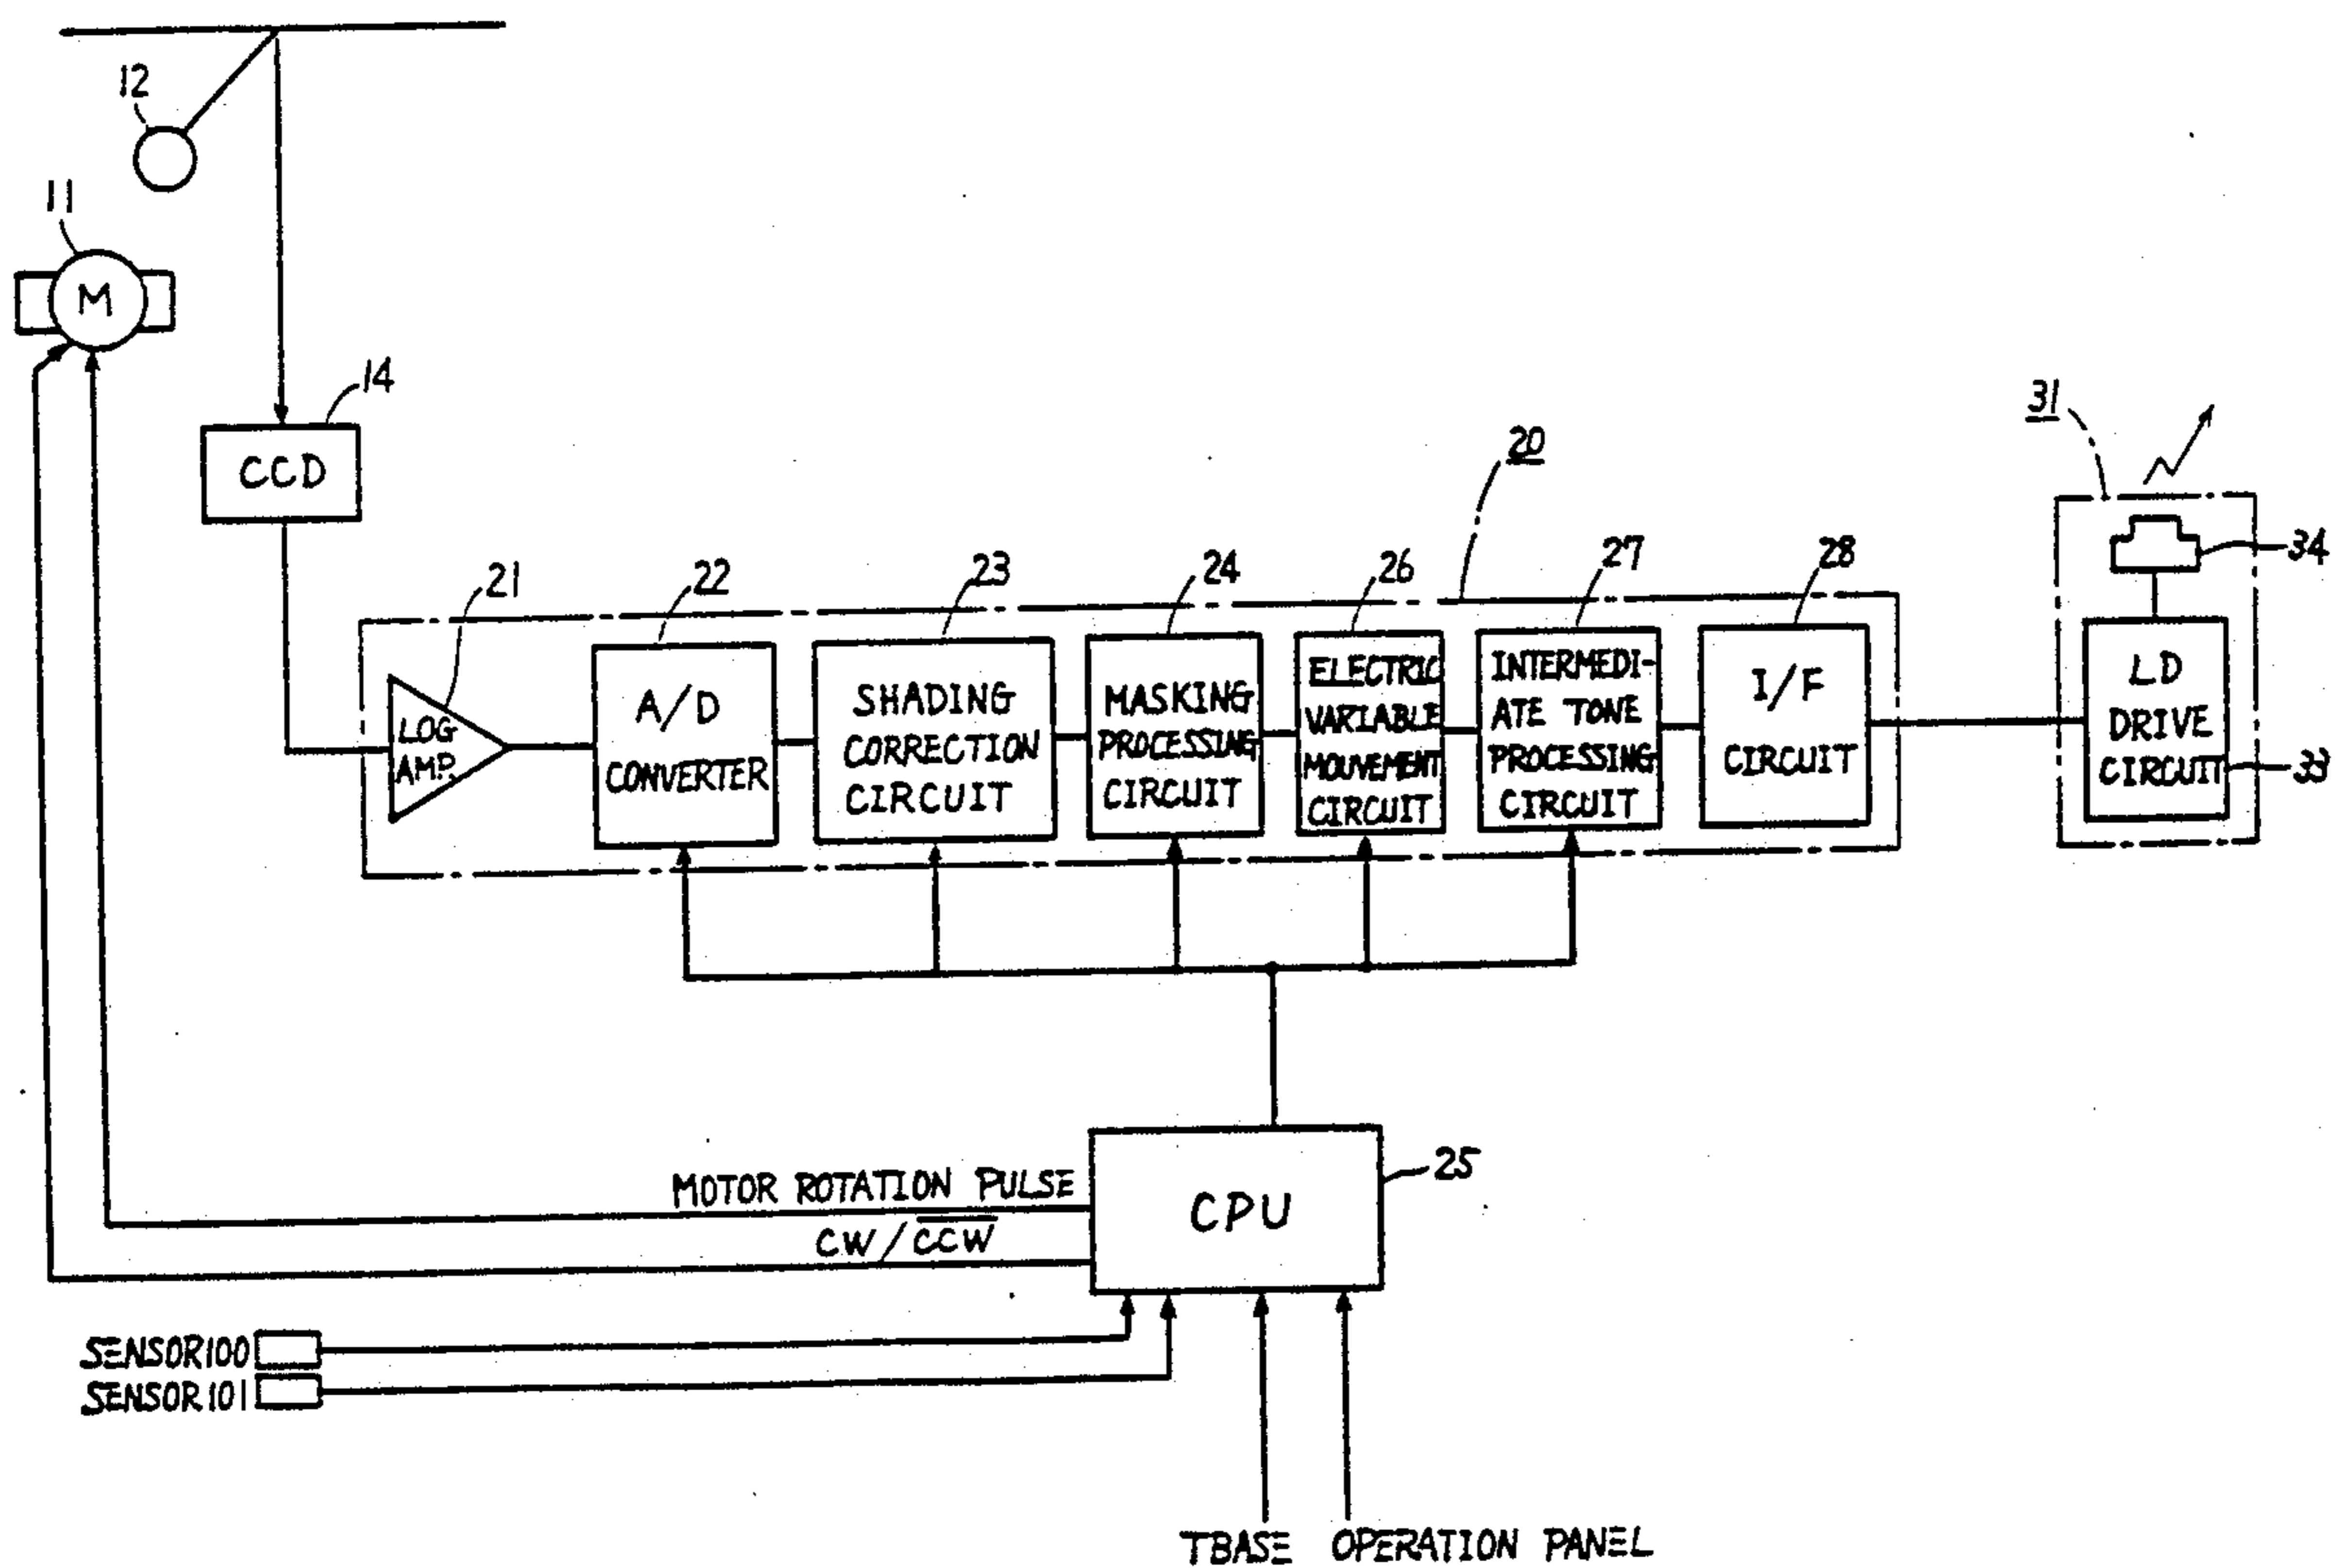 12
11
M
14
CCD
31
20
34
21
22
23
24
26
27
28
LOG
AMP.
A/D
CONVERTER
SHADING
CORRECTION
CIRCUIT
MASKING
PROCESSING
CIRCUIT
ELECTRIC
VARIABLE
MOUVEMENT
CIRCUIT
INTERMEDI-
ATE TONE
PROCESSING
CIRCUIT
I/F
CIRCUIT
LD
DRIVE
CIRCUIT
33
25
MOTOR ROTATION PULSE
CPU
CW/C̅C̅W̅
SENSOR100
SENSOR101
TBASE OPERATION PANEL